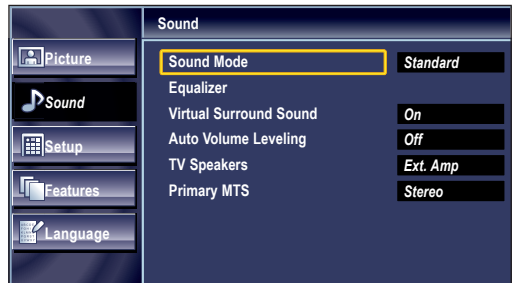 Sound
Picture
Sound
Setup
Features
Language
Sound Mode Standard
Equalizer
Virtual Surround Sound On
Auto Volume Leveling Off
TV Speakers Ext. Amp
Primary MTS Stereo